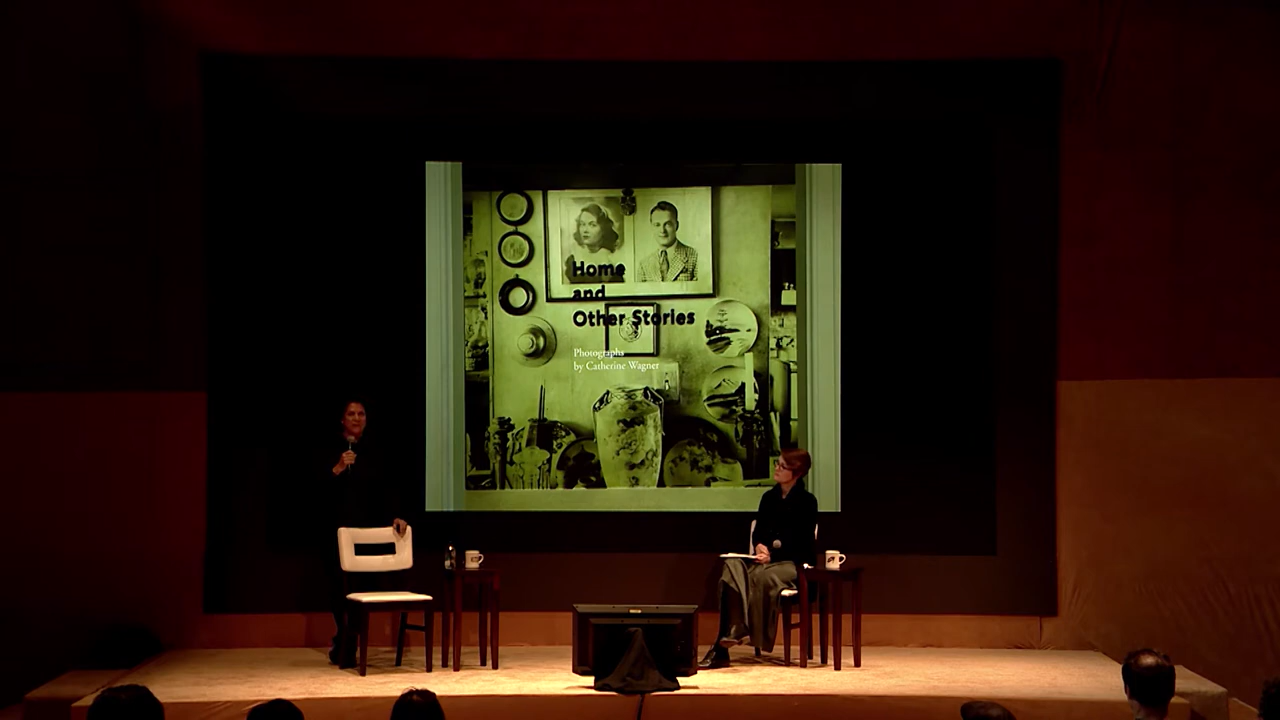 Home
and
Other Stories
Photographs
by Catherine Wagner